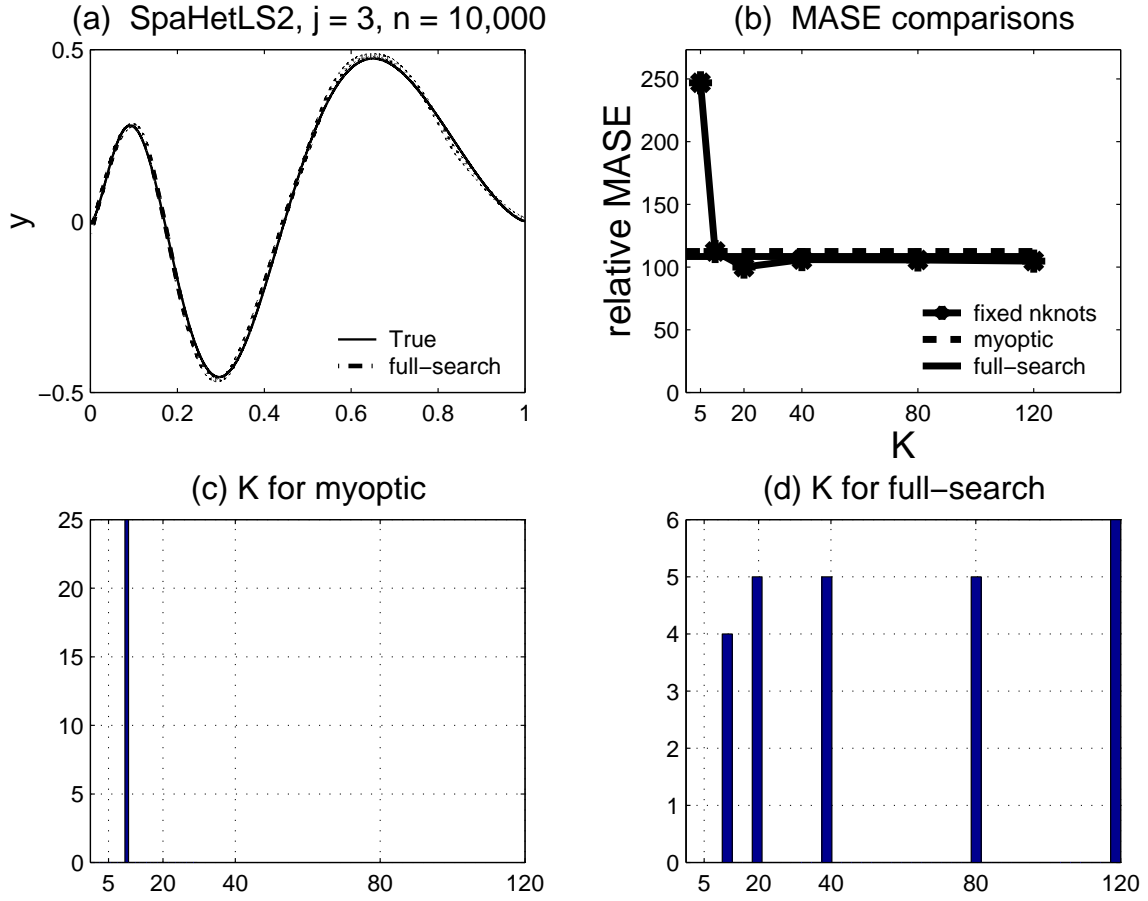 (a) SpaHetLS2, j = 3, n = 10,000
0.5
0
−0.5
y
0 0.2 0.4 0.6 0.8 1
True
full−search
(b) MASE comparisons
250
200
150
100
50
0
relative MASE
5 20 40 80 120
K
fixed nknots
myoptic
full−search
(c) K for myoptic
25
20
15
10
5
0
5 20 40 80 120
(d) K for full−search
6
5
4
3
2
1
0
5 20 40 80 120